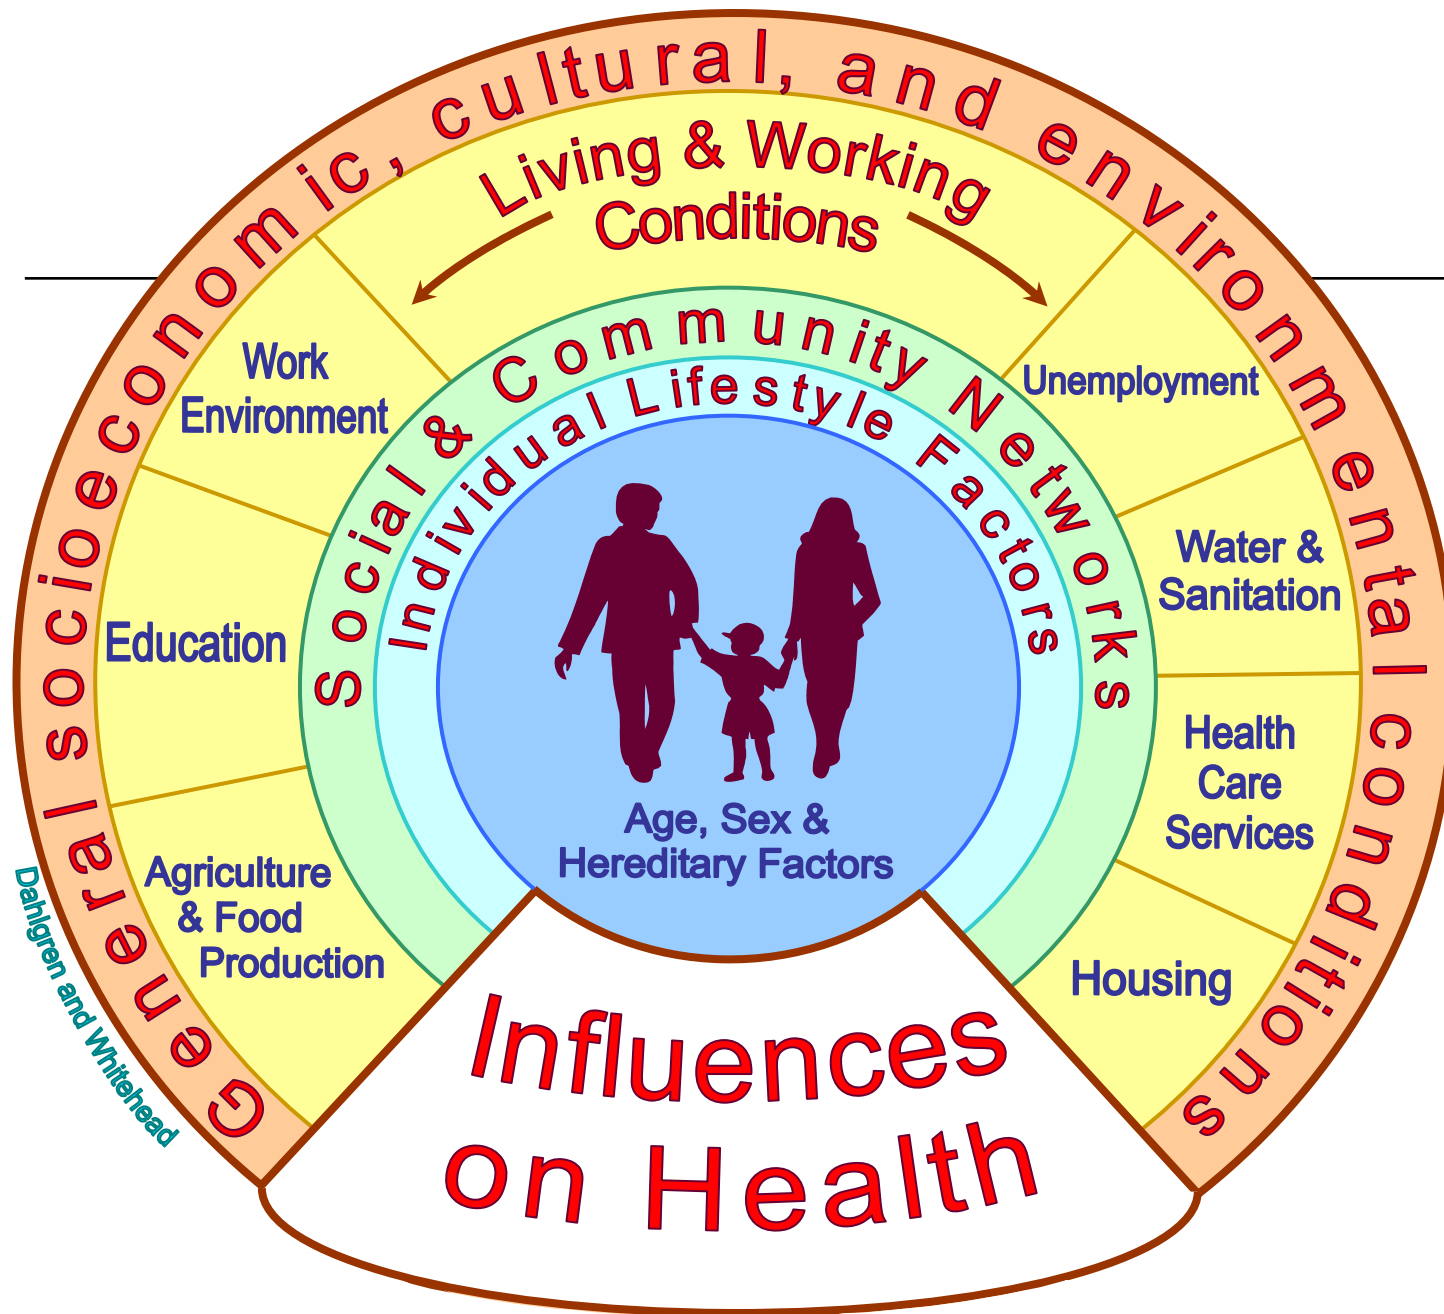 General socioeconomic, cultural, and environmental conditions
Living & Working
Conditions
Work
Environment
Education
Agriculture
& Food
Production
Unemployment
Water &
Sanitation
Health
Care
Services
Housing
Social & Community Networks
Individual Lifestyle Factors
Age, Sex &
Hereditary Factors
Influences
on Health
Dahlgren and Whitehead